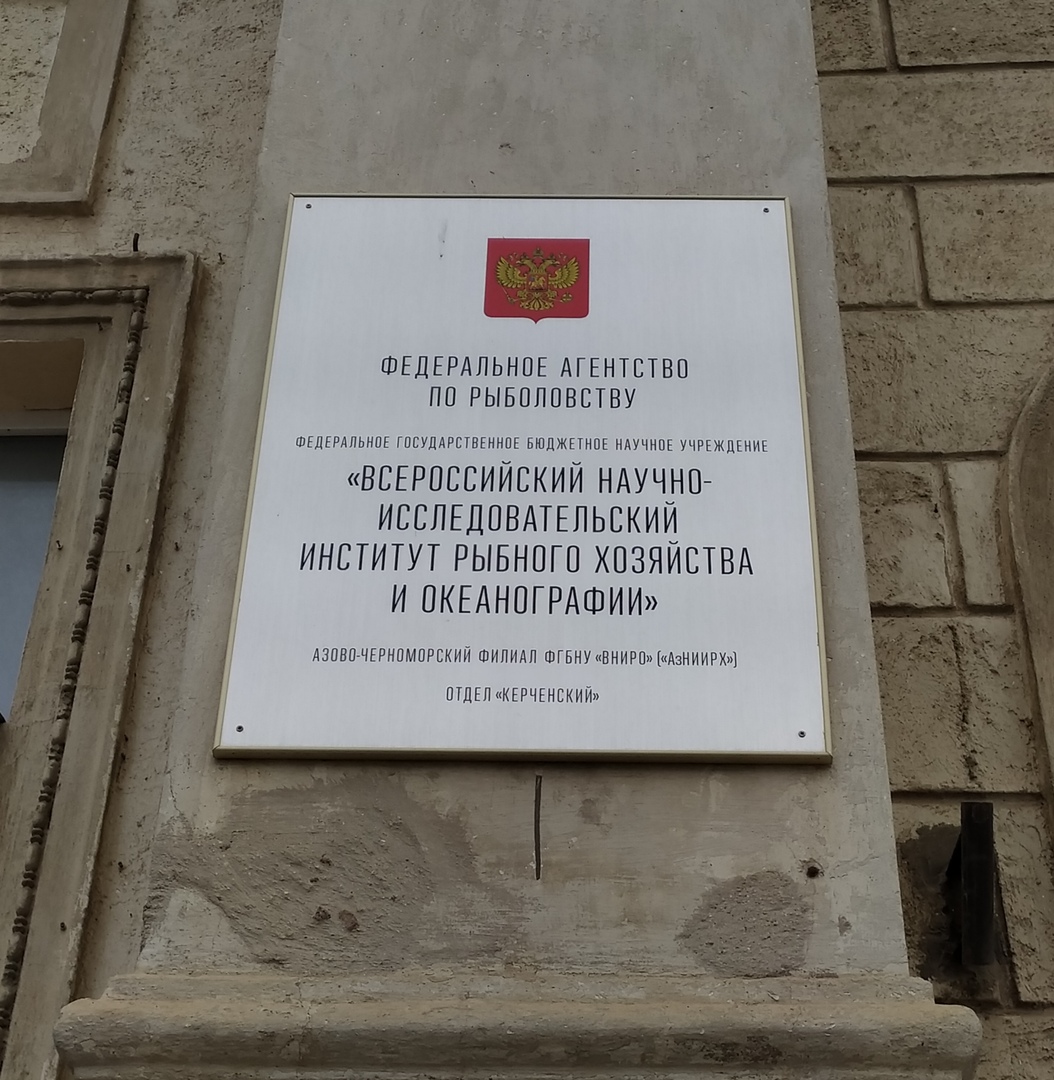 ФЕДЕРАЛЬНОЕ АГЕНТСТВО
ПО РЫБОЛОВСТВУ
ФЕДЕРАЛЬНОЕ ГОСУДАРСТВЕННОЕ БЮДЖЕТНОЕ НАУЧНОЕ УЧРЕЖДЕНИЕ
«ВСЕРОССИЙСКИЙ НАУЧНО-
ИССЛЕДОВАТЕЛЬСКИЙ
ИНСТИТУТ РЫБНОГО ХОЗЯЙСТВА
И ОКЕАНОГРАФИИ»
АЗОВО-ЧЕРНОМОРСКИЙ ФИЛИАЛ ФГБНУ «ВНИРО» («АзНИИРХ»)
ОТДЕЛ «КЕРЧЕНСКИЙ»